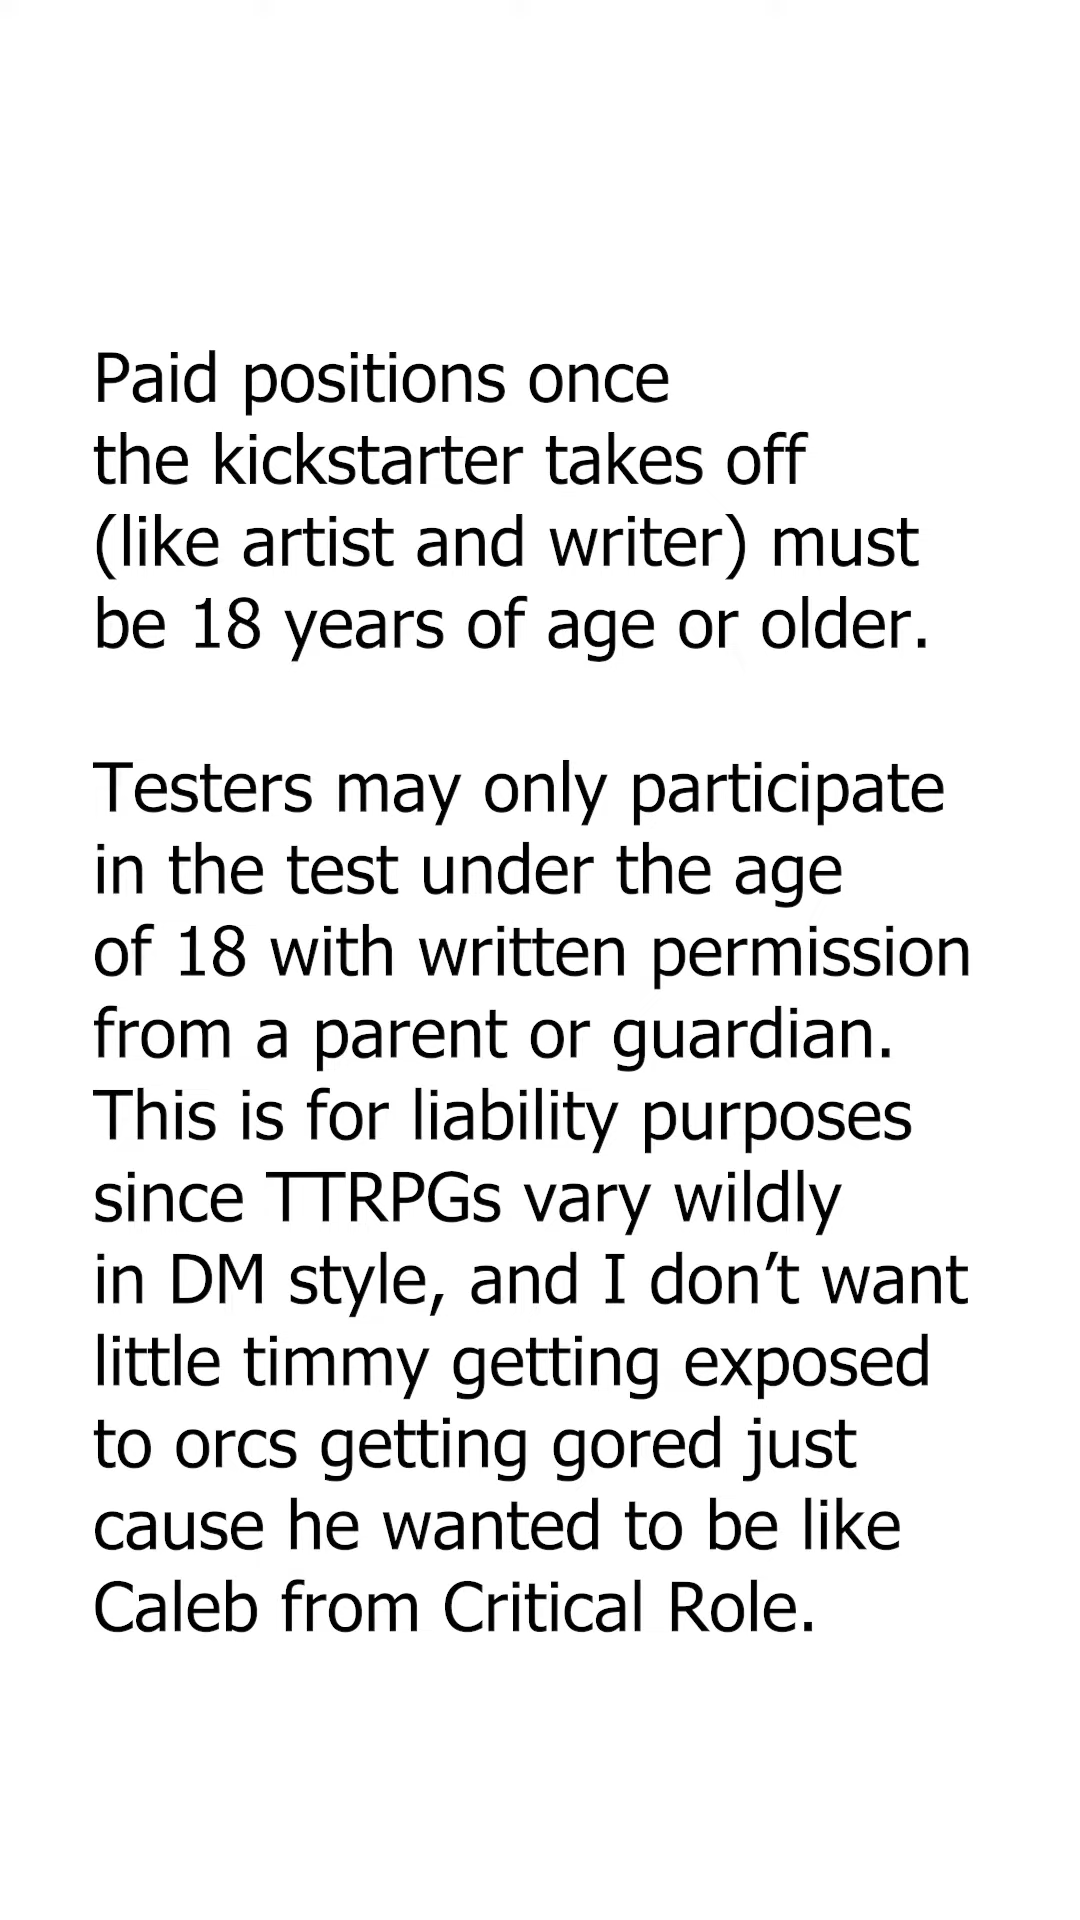 Paid positions once
the kickstarter takes off
(like artist and writer) must
be 18 years of age or older.
Testers may only participate
in the test under the age
of 18 with written permission
from a parent or guardian.
This is for liability purposes
since TTRPGs vary wildly
in DM style, and I don’t want
little timmy getting exposed
to orcs getting gored just
cause he wanted to be like
Caleb from Critical Role.